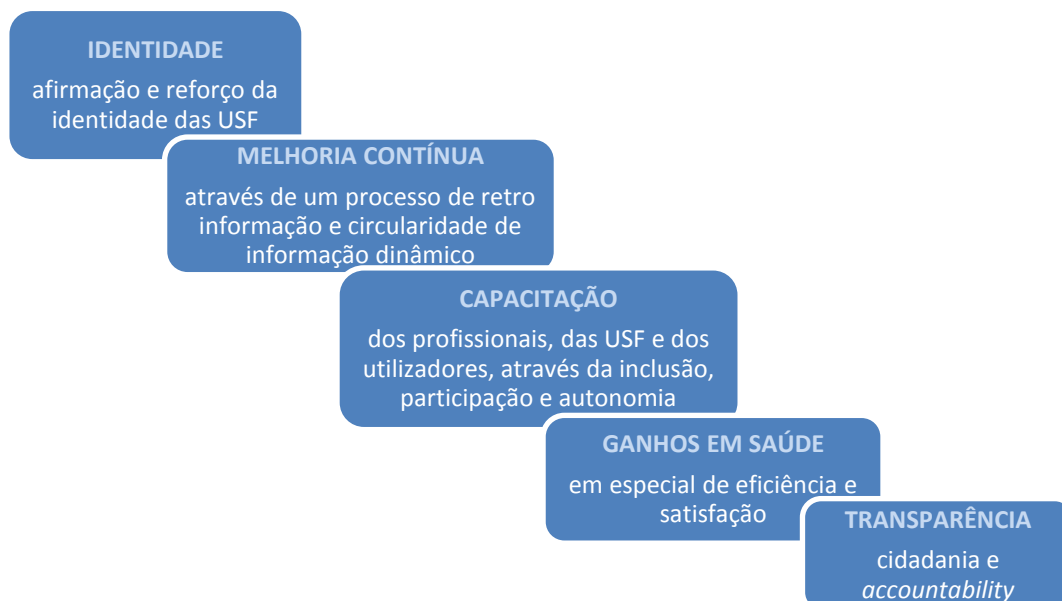 IDENTIDADE
afirmação e reforço da
identidade das USF
MELHORIA CONTÍNUA
através de um processo de retro
informação e circularidade de
informação dinâmico
CAPACITAÇÃO
dos profissionais, das USF e dos
utilizadores, através da inclusão,
participação e autonomia
GANHOS EM SAÚDE
em especial de eficiência e
satisfação
TRANSPARÊNCIA
cidadania e
accountability